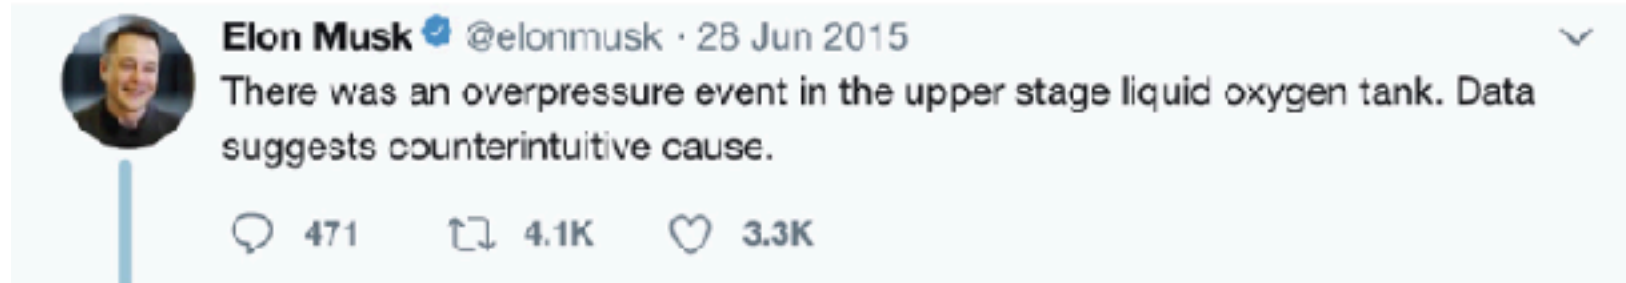 Elon Musk @elonmusk · 28 Jun 2015
There was an overpressure event in the upper stage liquid oxygen tank. Data
suggests counterintuitive cause.
471 4.1K 3.3K